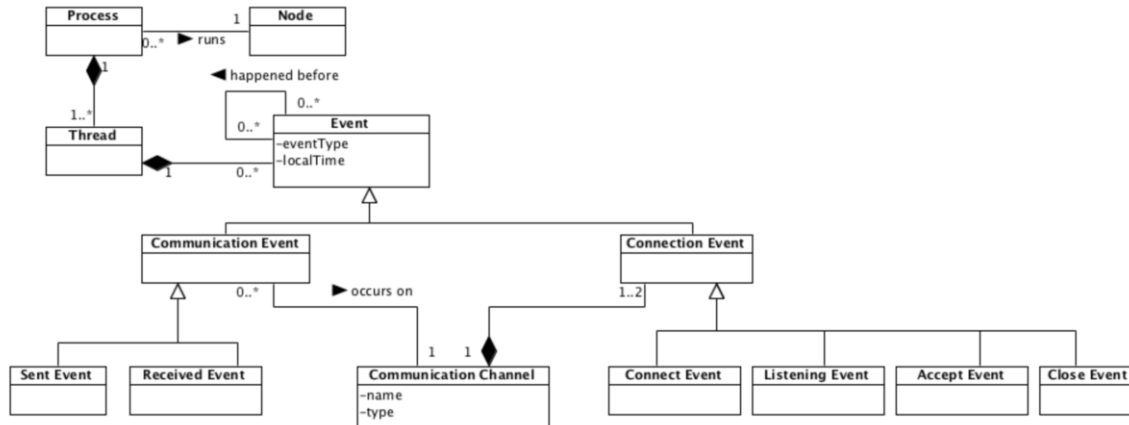 Process
Node
1
0..*
► runs
1
◄ happened before
0..*
1..*
0..*
Event
Thread
-eventType
-localTime
1
0..*
Communication Event
Connection Event
0..*
► occurs on
1..2
1
1
Sent Event
Received Event
Communication Channel
Connect Event
Listening Event
Accept Event
Close Event
-name
-type